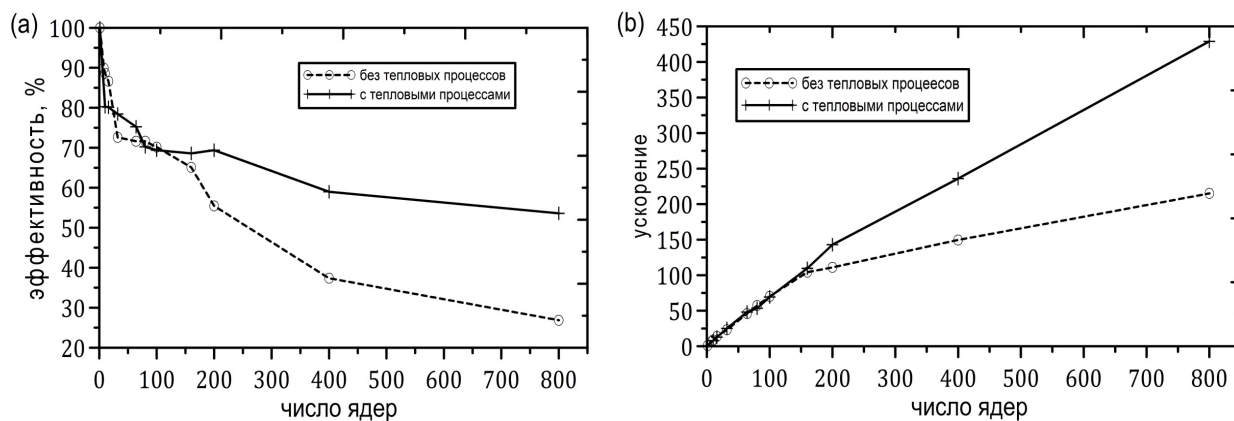 (a)
эффективность, %
100
90
80
70
60
50
40
30
20
без тепловых процессов
с тепловыми процессами
0 100 200 300 400 500 600 700 800
число ядер
(b)
ускорение
450
400
350
300
250
200
150
100
50
0
без тепловых процеесов
с тепловыми процессами
0 100 200 300 400 500 600 700 800
число ядер